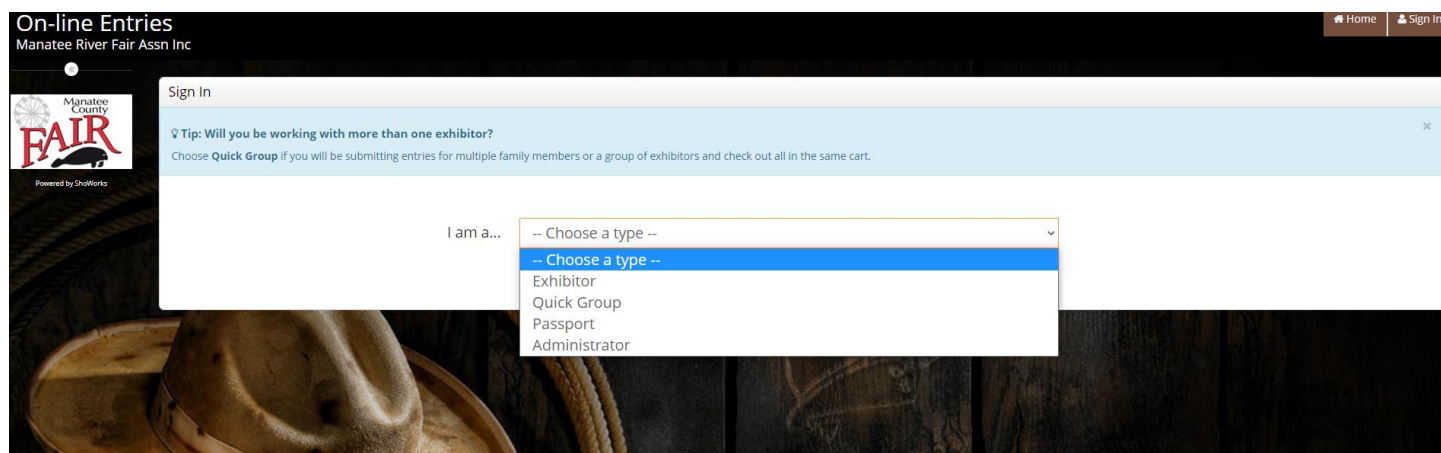 On-line Entries
Manatee River Fair Assn Inc
Home
Sign In
Manatee
County
FAIR
Powered by ShoWorks
Sign In
Tip: Will you be working with more than one exhibitor?
×
Choose Quick Group if you will be submitting entries for multiple family members or a group of exhibitors and check out all in the same cart.
I am a...
-- Choose a type --
-- Choose a type --
Exhibitor
Quick Group
Passport
Administrator